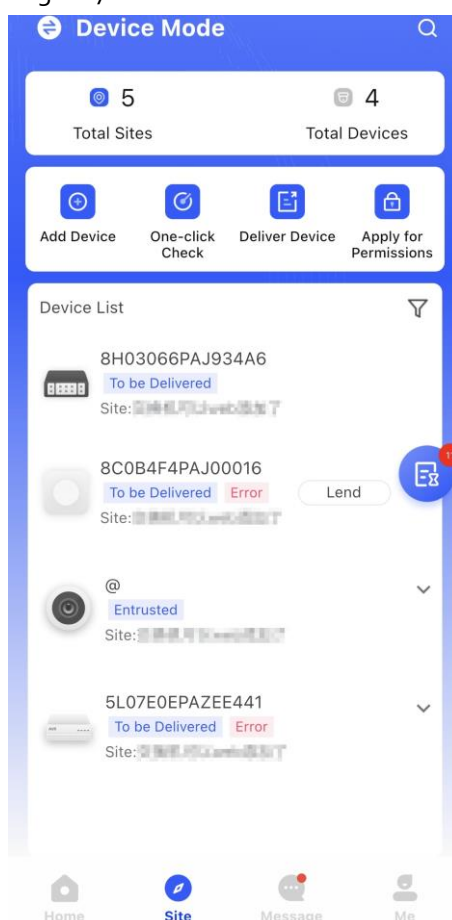 Device Mode
5
Total Sites
4
Total Devices
Add Device
One-click
Check
Deliver Device
Apply for
Permissions
Device List
8H03066PAJ934A6
To be Delivered
Site:
8C0B4F4PAJ00016
To be Delivered
Error
Lend
Site:
@
Entrusted
Site:
5L07E0EPAZEE441
To be Delivered
Error
Site:
Home
Site
Message
Me